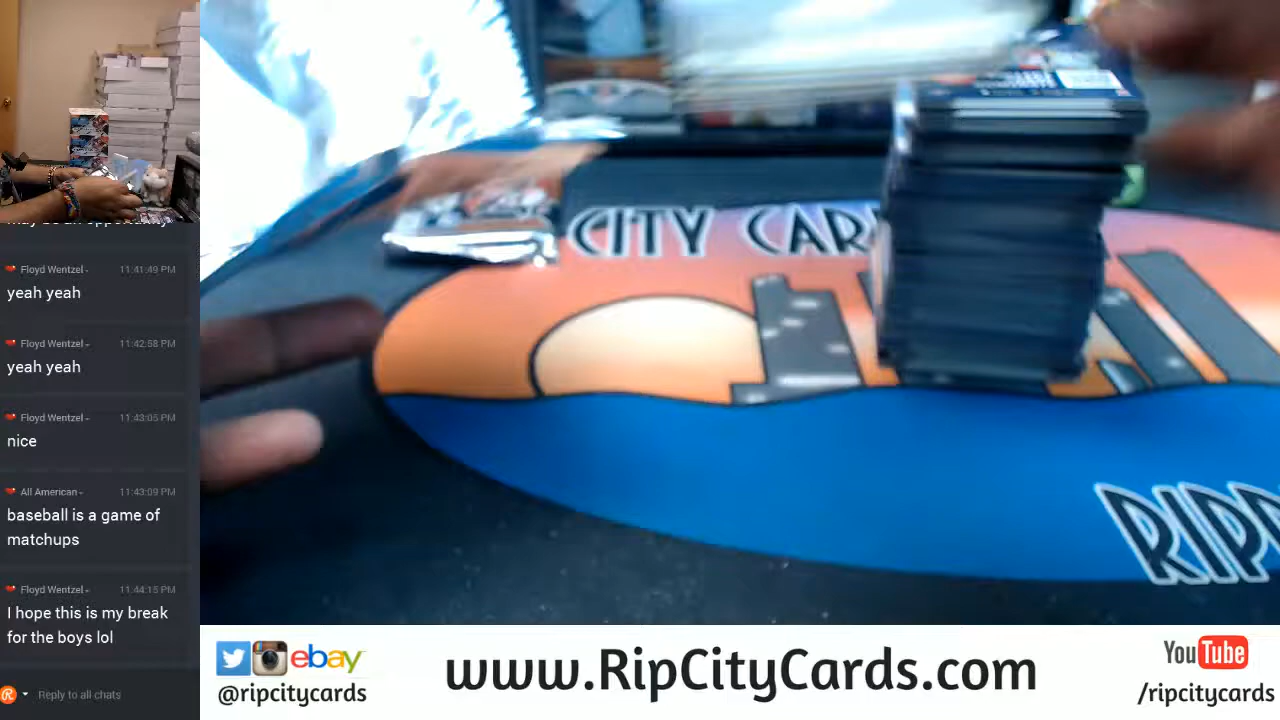 Floyd Wentzel 11:41:49 PM
yeah yeah
Floyd Wentzel 11:42:58 PM
yeah yeah
Floyd Wentzel 11:43:05 PM
nice
All American 11:43:09 PM
baseball is a game of
matchups
Floyd Wentzel 11:44:15 PM
I hope this is my break
for the boys lol
Reply to all chats
CITY CAR
RIPP
ebay
@ripcitycards
www.RipCityCards.com
YouTube
/ripcitycards